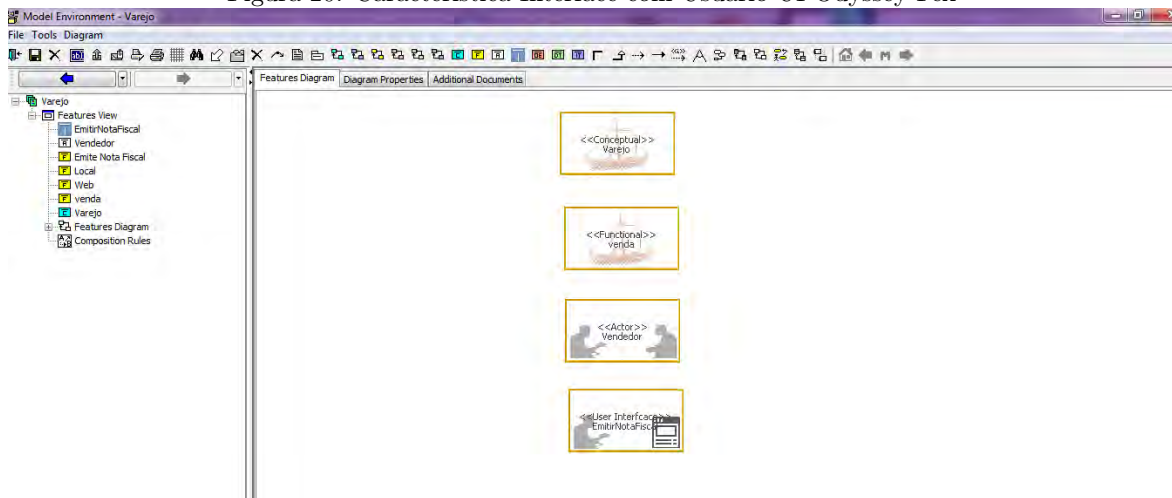 Figura 20: Característica Interface com Usuário UI Odyssey-Fex
Model Environment - Varejo
File Tools Diagram
Features Diagram Diagram Properties Additional Documents
Varejo
Features View
EmitirNotaFiscal
Vendedor
Emite Nota Fiscal
Local
Web
venda
Varejo
Features Diagram
Composition Rules
<<Conceptual>>
Varejo
<<Functional>>
venda
<<Actor>>
Vendedor
<<User Interfcace>>
EmitirNotaFiscal